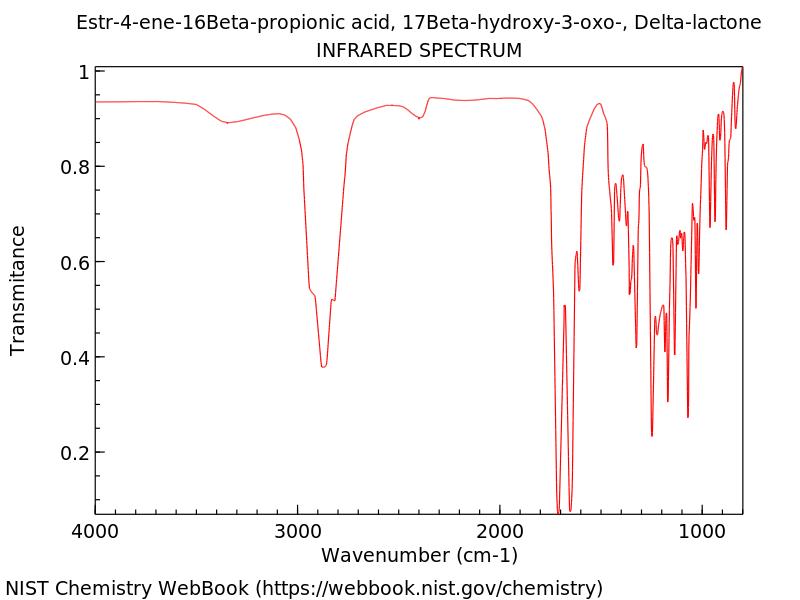 Estr-4-ene-16Beta-propionic acid, 17Beta-hydroxy-3-oxo-, Delta-lactone
INFRARED SPECTRUM
1
0.8
0.6
0.4
0.2
Transmitance
4000 3000 2000 1000
Wavenumber (cm-1)
NIST Chemistry WebBook (https://webbook.nist.gov/chemistry)